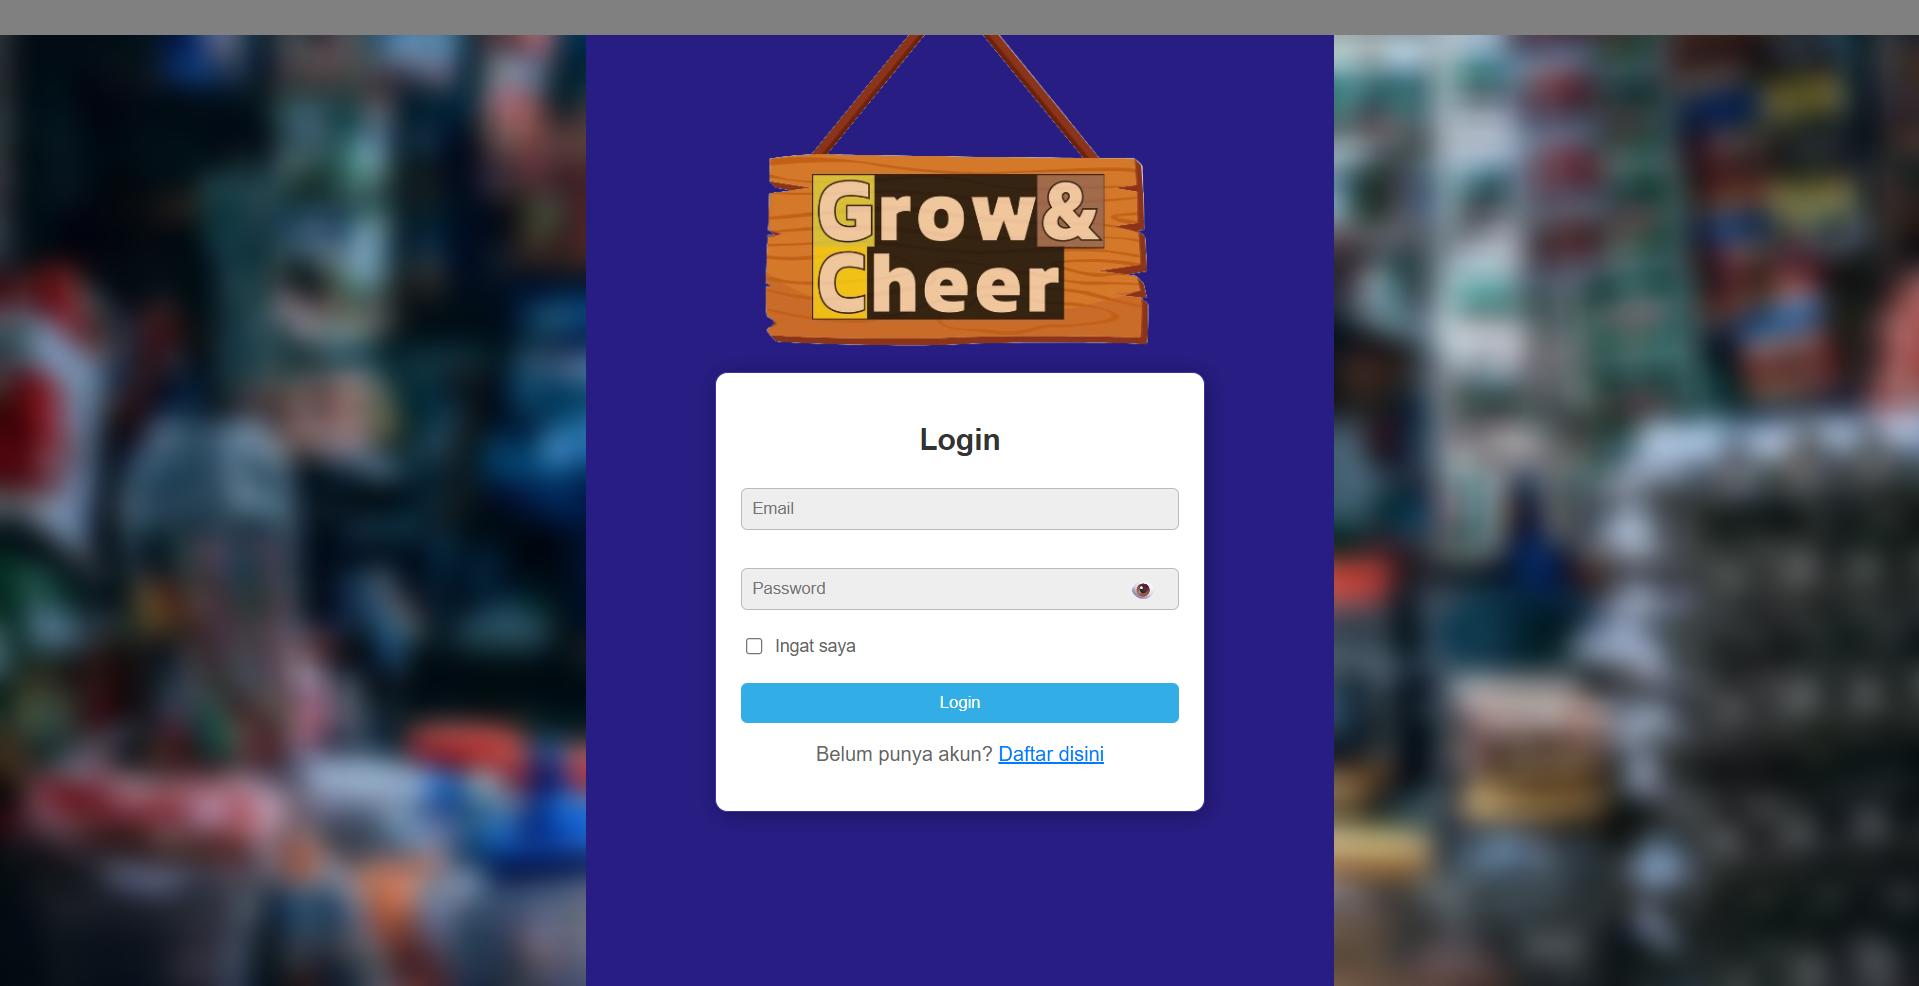 Grow&
Cheer
Login
Email
Password
Ingat saya
Login
Belum punya akun? Daftar disini